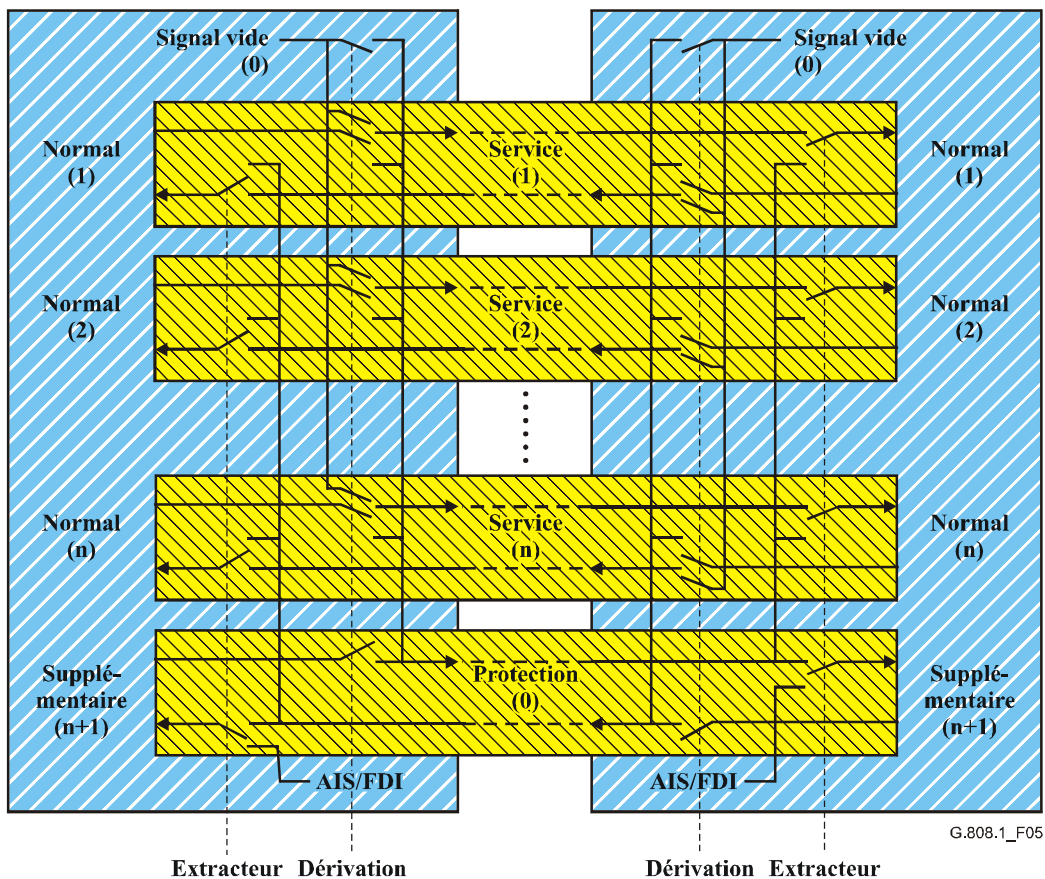 Signal vide
(0)
Signal vide
(0)
Normal
(1)
Service
(1)
Normal
(1)
Normal
(2)
Service
(2)
Normal
(2)
Normal
(n)
Service
(n)
Normal
(n)
Supplé-
mentaire
(n+1)
Protection
(0)
Supplé-
mentaire
(n+1)
AIS/FDI
AIS/FDI
G.808.1_F05
Extracteur
Dérivation
Dérivation
Extracteur